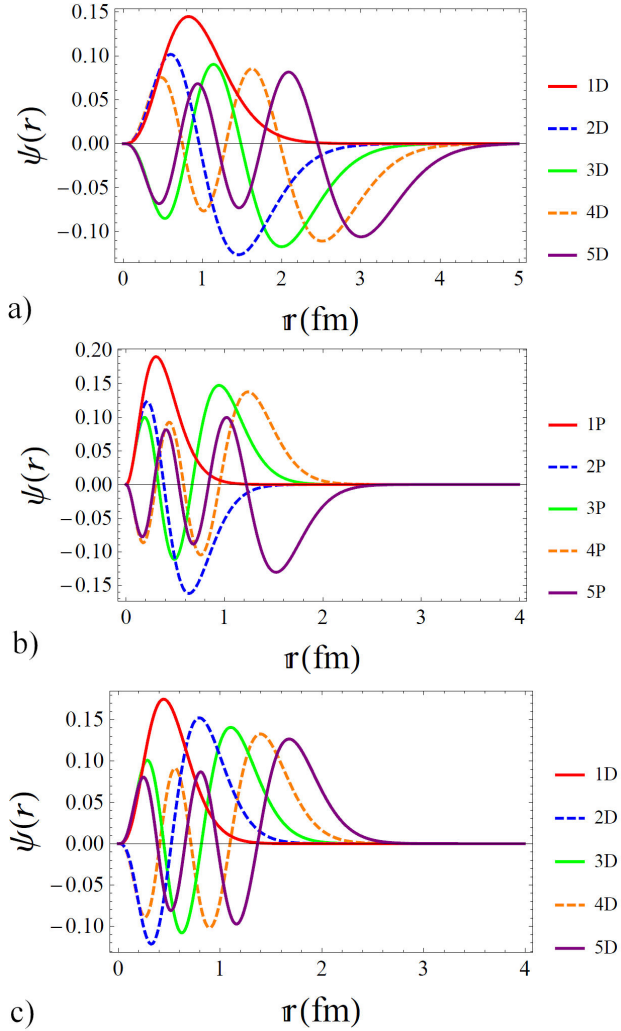 0.15
0.10
0.05
0.00
−0.05
−0.10
ψ(r)
0 1 2 3 4 5
r(fm)
1D
2D
3D
4D
5D
a)
0.20
0.15
0.10
0.05
0.00
−0.05
−0.10
−0.15
ψ(r)
0 1 2 3 4
r(fm)
1P
2P
3P
4P
5P
b)
0.15
0.10
0.05
0.00
−0.05
−0.10
ψ(r)
0 1 2 3 4
r(fm)
1D
2D
3D
4D
5D
c)